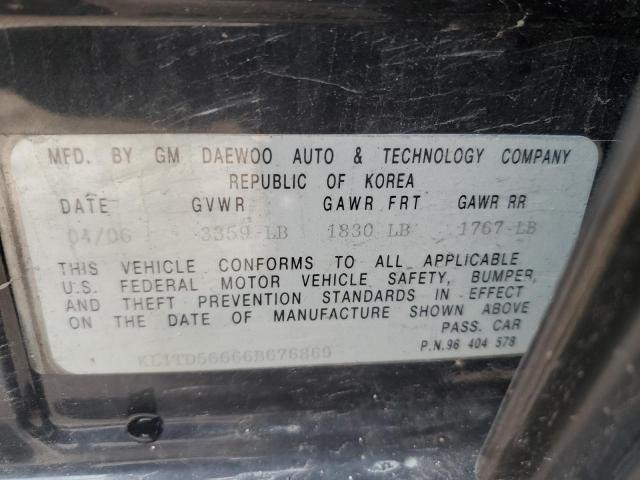 MFD. BY GM DAEWOO AUTO & TECHNOLOGY COMPANY
REPUBLIC OF KOREA
DATE GVWR GAWR FRT GAWR RR
04/06 3359 LB 1830 LB 1767 LB
THIS VEHICLE CONFORMS TO ALL APPLICABLE
U.S. FEDERAL MOTOR VEHICLE SAFETY, BUMPER,
AND THEFT PREVENTION STANDARDS IN EFFECT
ON THE DATE OF MANUFACTURE SHOWN ABOVE
PASS. CAR
KL1TD56666B676869
P.N. 96 404 578